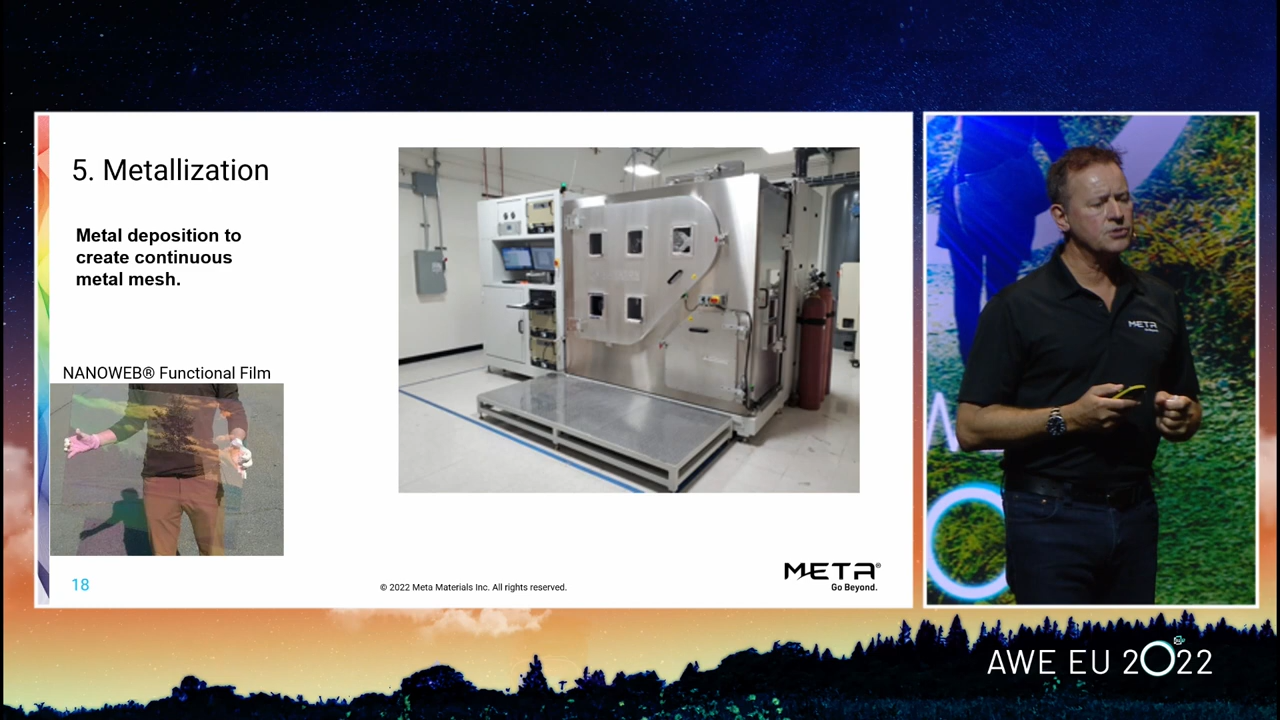 5. Metallization
Metal deposition to
create continuous
metal mesh.
NANOWEB® Functional Film
18
© 2022 Meta Materials Inc. All rights reserved.
META®
Go Beyond.
META
AWE EU 2022